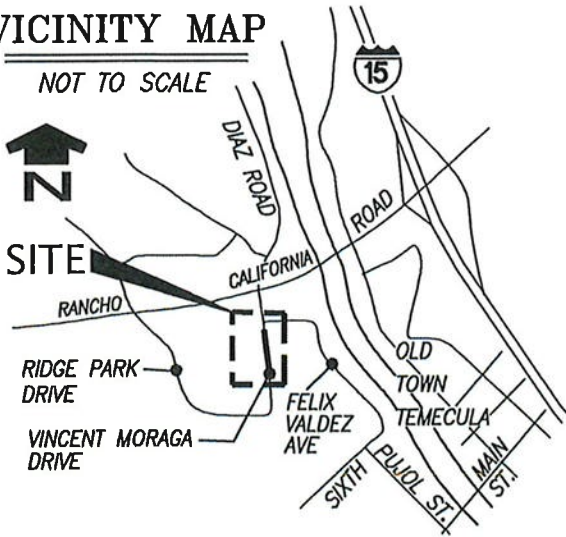 VICINITY MAP
NOT TO SCALE
15
N
DIAZ ROAD
SITE
RANCHO CALIFORNIA ROAD
RIDGE PARK
DRIVE
VINCENT MORAGA
DRIVE
FELIX
VALDEZ
AVE
OLD
TOWN
TEMECULA
SIXTH
PUJOL ST.
MAIN
ST.